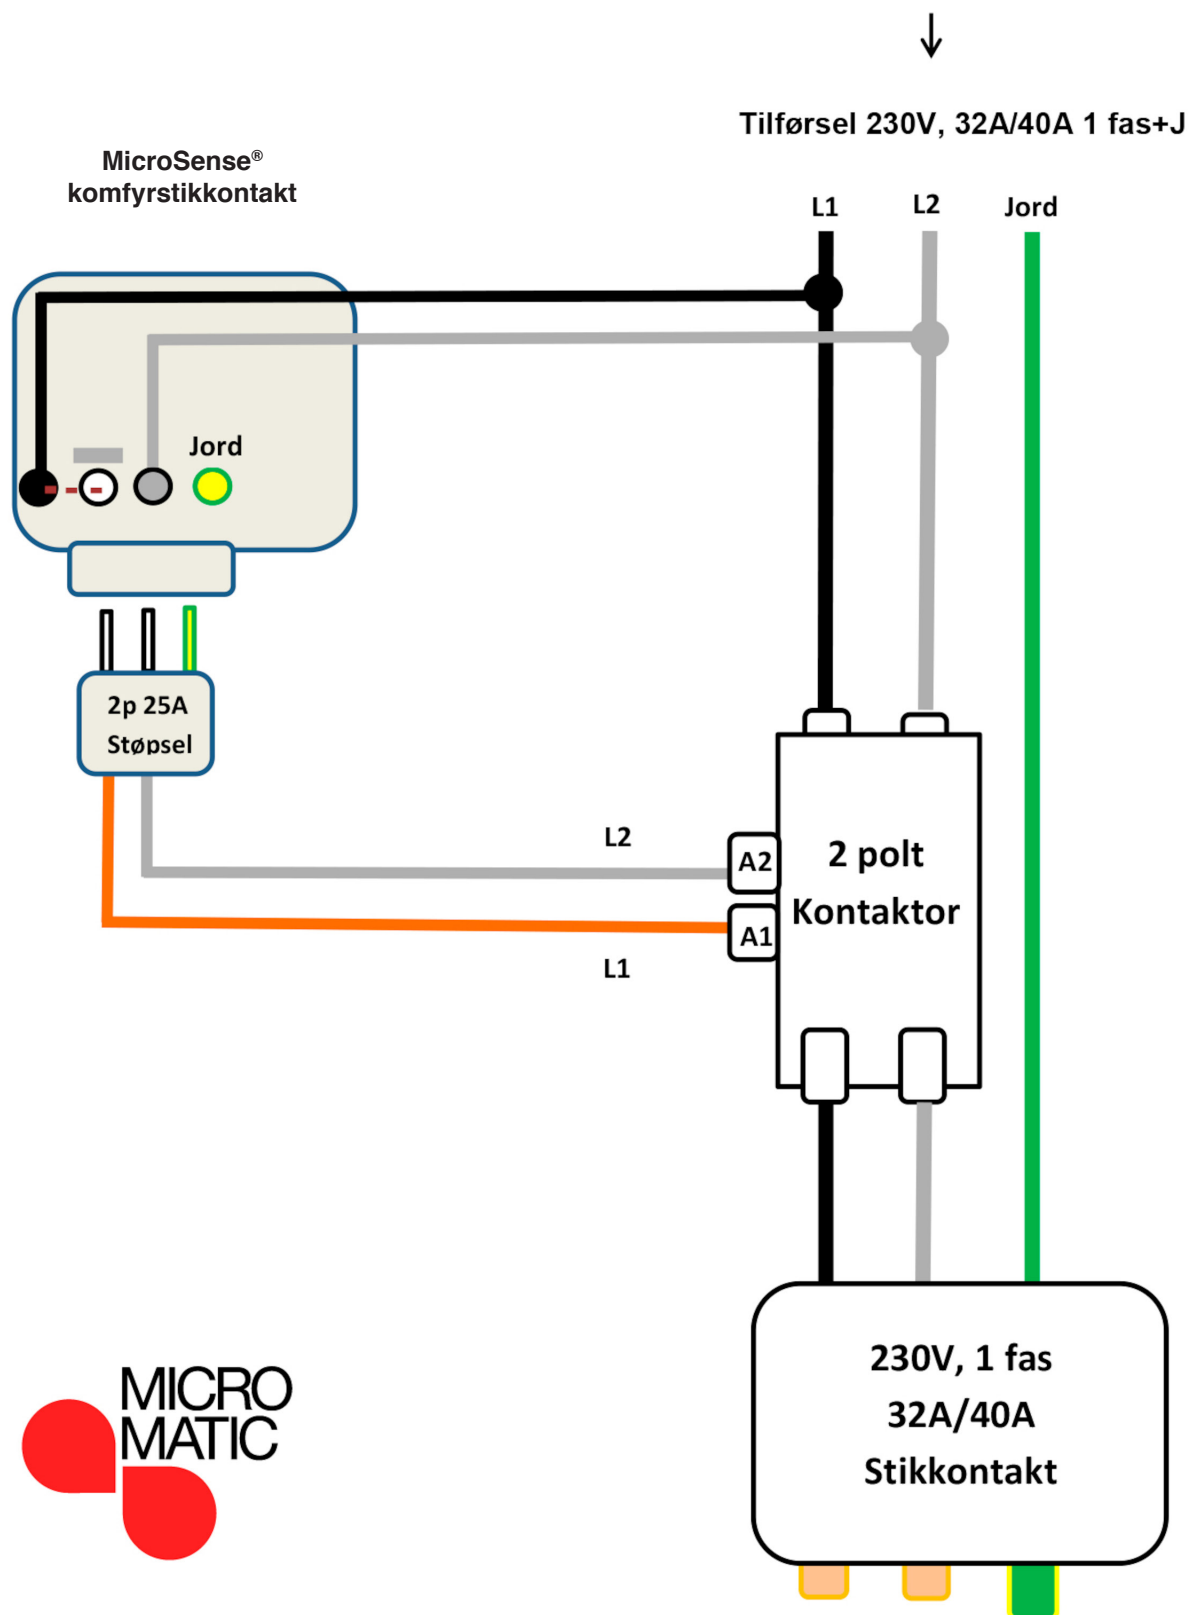 Tilførsel 230V, 32A/40A 1 fas+J
MicroSense®
komfyrstikkontakt
L1
L2
Jord
Jord
2p 25A
Støpsel
L2
A2
2 polt
Kontaktor
A1
L1
230V, 1 fas
32A/40A
Stikkontakt
MICRO
MATIC